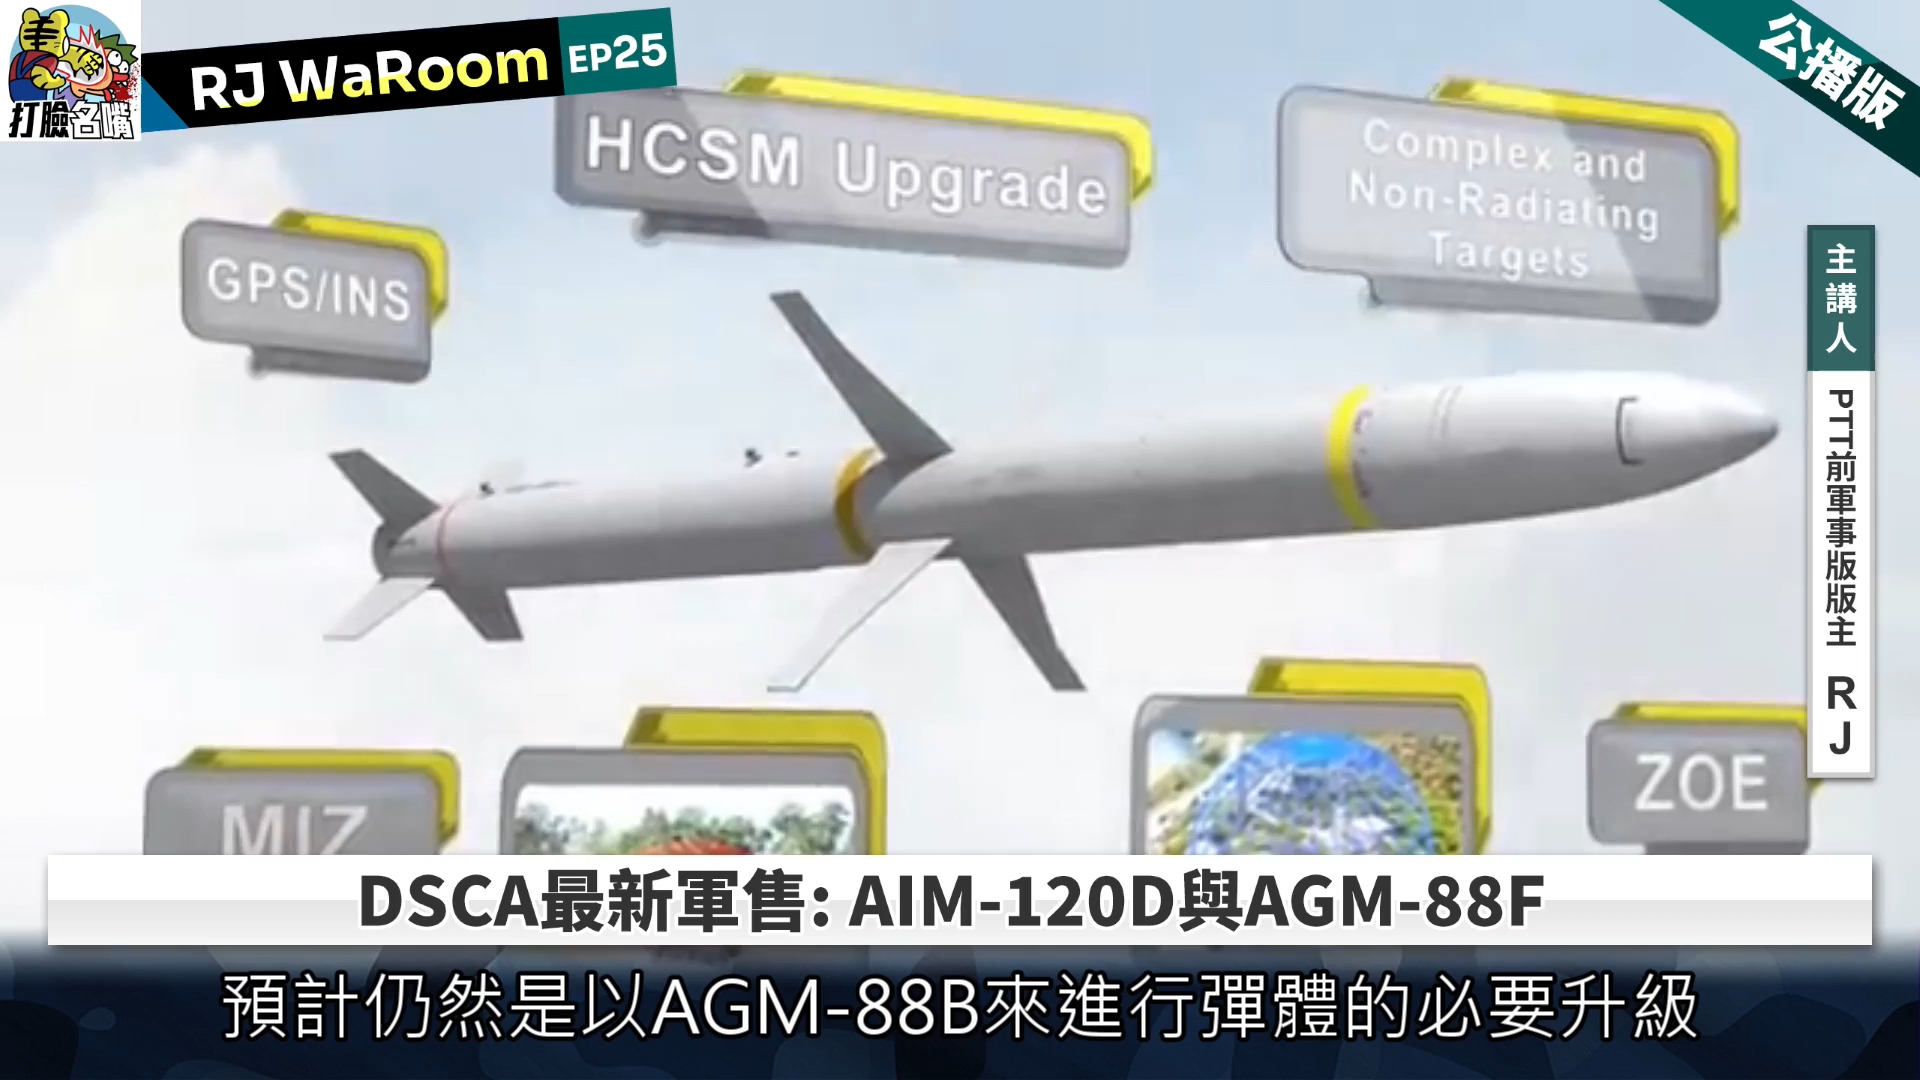 打臉名嘴
RJ WaRoom EP25
公播版
HCSM Upgrade
Complex and
Non-Radiating
Targets
GPS/INS
主講人
PTT前軍事版版主 RJ
MIZ
ZOE
DSCA最新軍售: AIM-120D與AGM-88F
預計仍然是以AGM-88B來進行彈體的必要升級